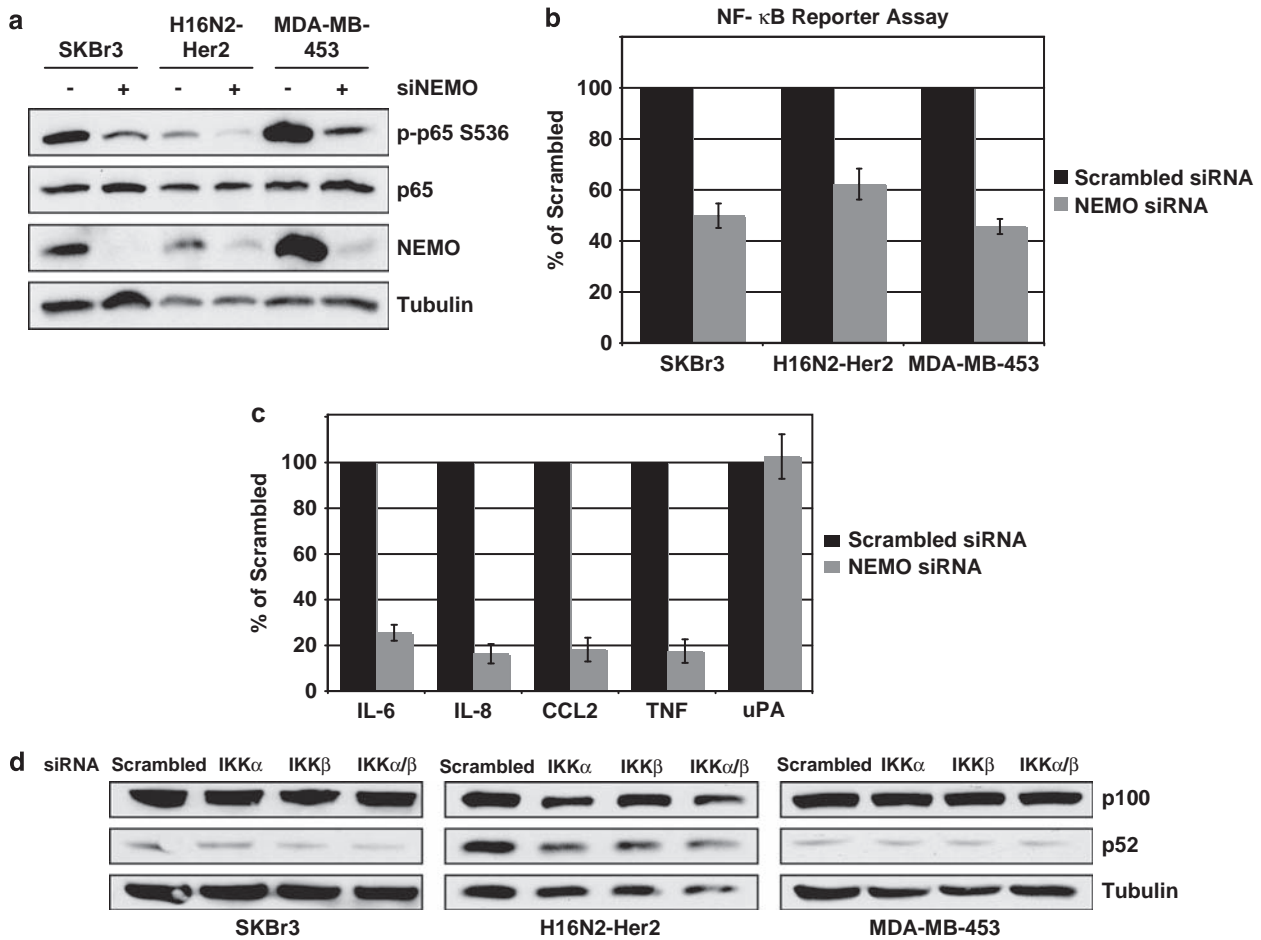 a
SKBr3 H16N2-Her2 MDA-MB-453
- + - + - + siNEMO
p-p65 S536
p65
NEMO
Tubulin
b
NF- κB Reporter Assay
% of Scrambled
100
80
60
40
20
0
SKBr3 H16N2-Her2 MDA-MB-453
Scrambled siRNA
NEMO siRNA
c
% of Scrambled
100
80
60
40
20
0
IL-6 IL-8 CCL2 TNF uPA
Scrambled siRNA
NEMO siRNA
d
siRNA Scrambled IKKα IKKβ IKKα/β Scrambled IKKα IKKβ IKKα/β Scrambled IKKα IKKβ IKKα/β
p100
p52
Tubulin
SKBr3 H16N2-Her2 MDA-MB-453